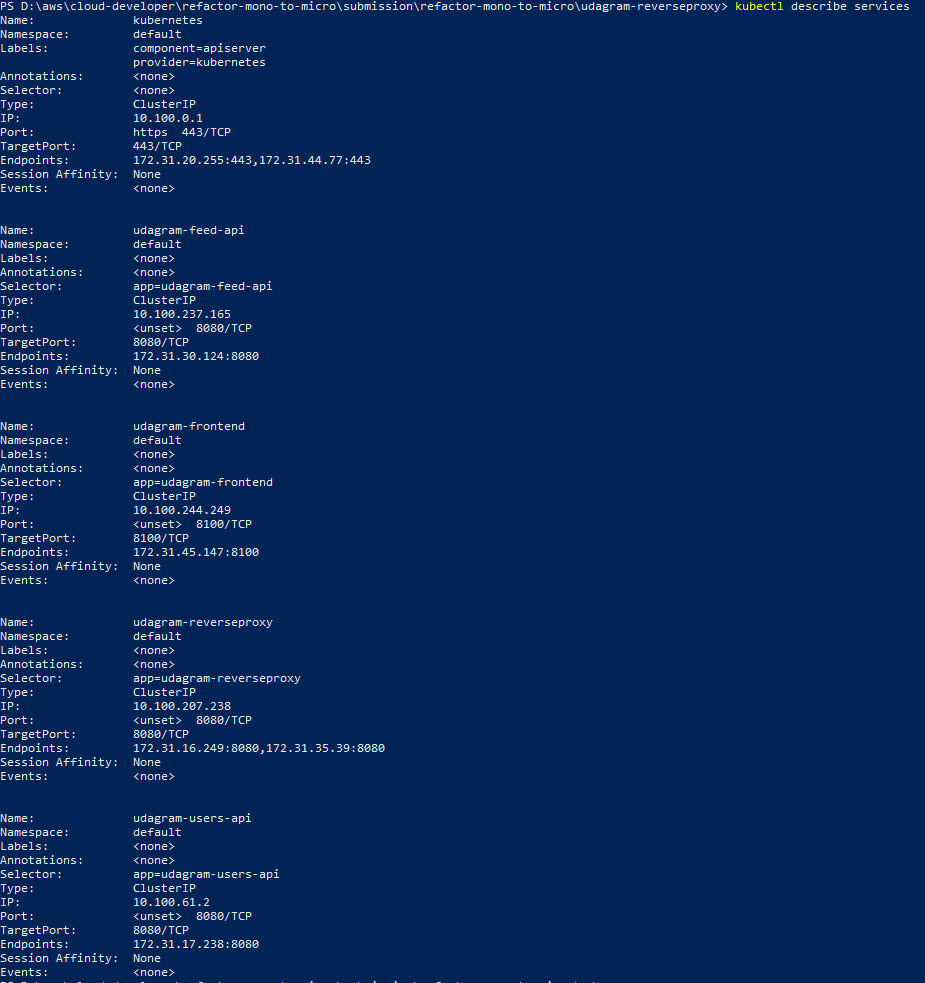 PS D:\aws\cloud-developer\refactor-mono-to-micro\submission\refactor-mono-to-micro\udagram-reverseproxy> kubectl describe services
Name:              kubernetes
Namespace:         default
Labels:            component=apiserver
                   provider=kubernetes
Annotations:       <none>
Selector:          <none>
Type:              ClusterIP
IP:                10.100.0.1
Port:              https  443/TCP
TargetPort:        443/TCP
Endpoints:         172.31.20.255:443,172.31.44.77:443
Session Affinity:  None
Events:            <none>
Name:              udagram-feed-api
Namespace:         default
Labels:            <none>
Annotations:       <none>
Selector:          app=udagram-feed-api
Type:              ClusterIP
IP:                10.100.237.165
Port:              <unset>  8080/TCP
TargetPort:        8080/TCP
Endpoints:         172.31.30.124:8080
Session Affinity:  None
Events:            <none>
Name:              udagram-frontend
Namespace:         default
Labels:            <none>
Annotations:       <none>
Selector:          app=udagram-frontend
Type:              ClusterIP
IP:                10.100.244.249
Port:              <unset>  8100/TCP
TargetPort:        8100/TCP
Endpoints:         172.31.45.147:8100
Session Affinity:  None
Events:            <none>
Name:              udagram-reverseproxy
Namespace:         default
Labels:            <none>
Annotations:       <none>
Selector:          app=udagram-reverseproxy
Type:              ClusterIP
IP:                10.100.207.238
Port:              <unset>  8080/TCP
TargetPort:        8080/TCP
Endpoints:         172.31.16.249:8080,172.31.35.39:8080
Session Affinity:  None
Events:            <none>
Name:              udagram-users-api
Namespace:         default
Labels:            <none>
Annotations:       <none>
Selector:          app=udagram-users-api
Type:              ClusterIP
IP:                10.100.61.2
Port:              <unset>  8080/TCP
TargetPort:        8080/TCP
Endpoints:         172.31.17.238:8080
Session Affinity:  None
Events:            <none>